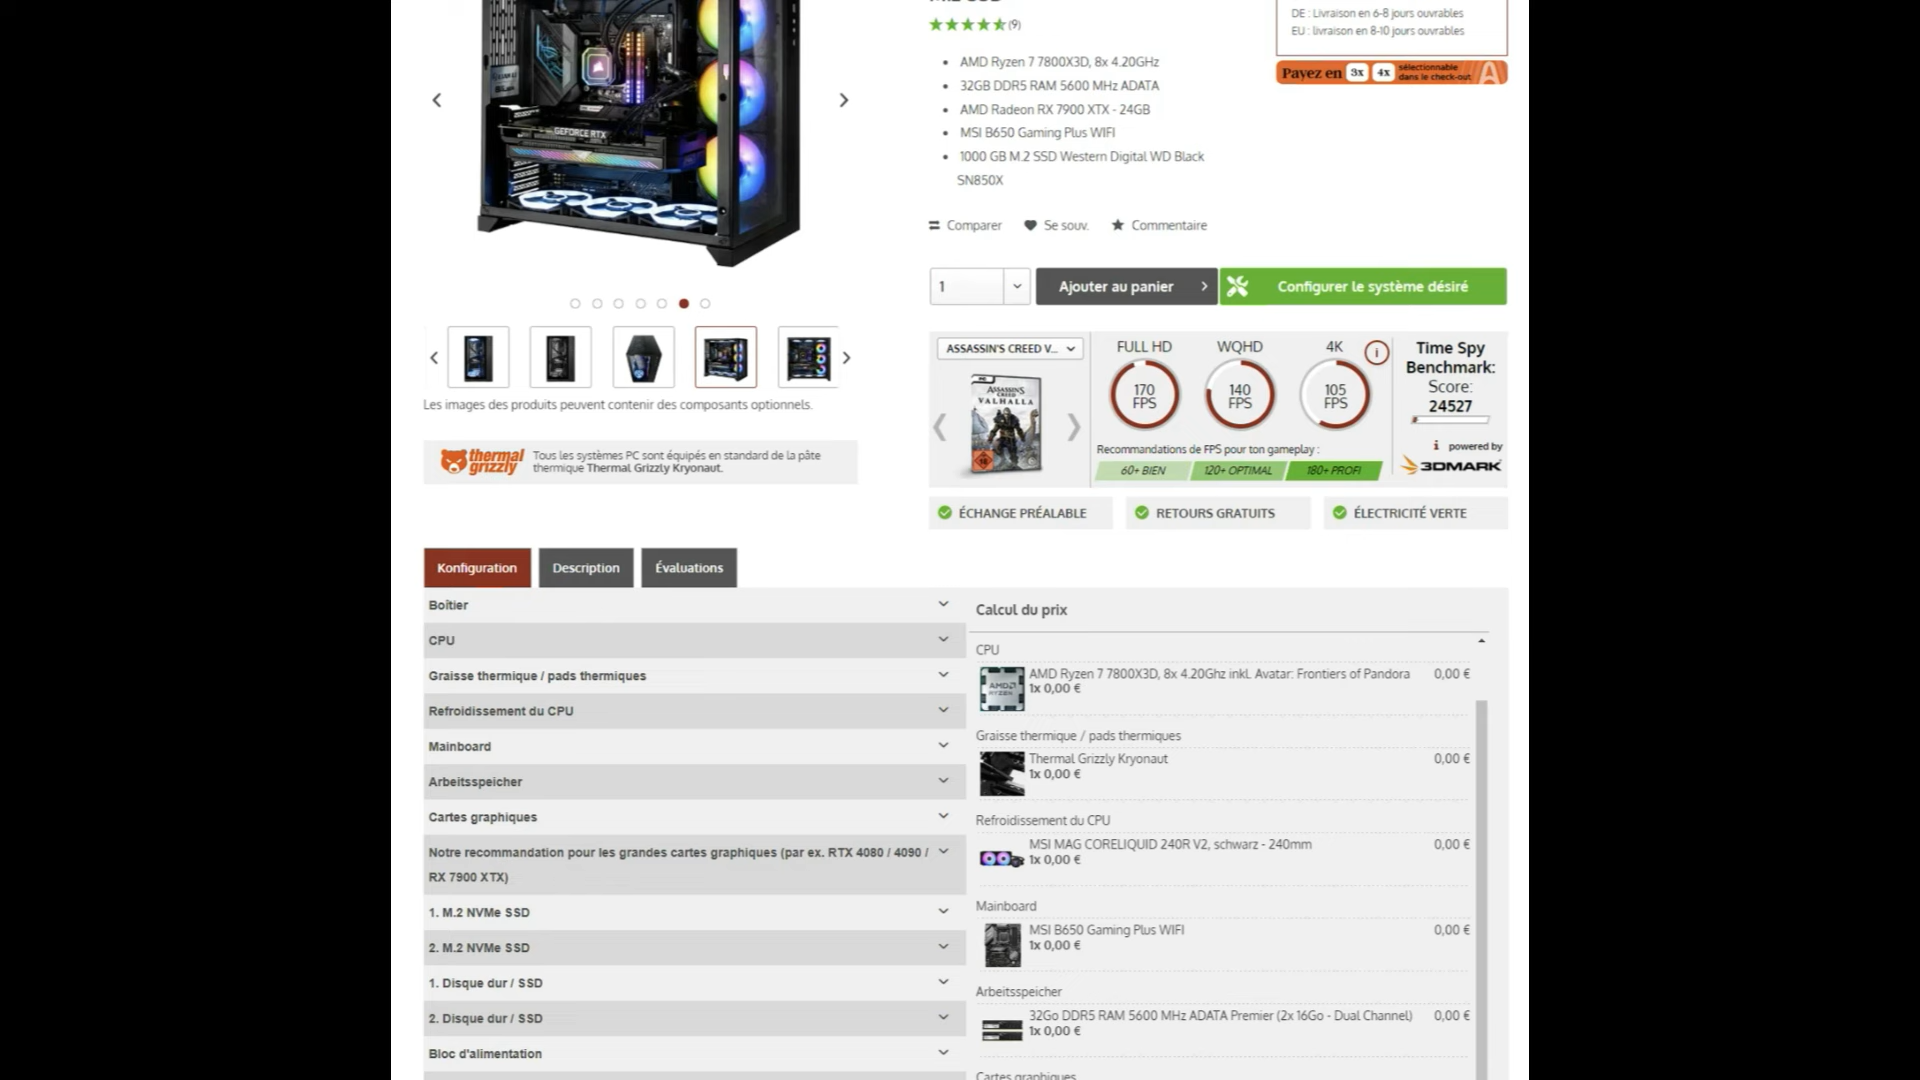 DE : Livraison en 6-8 jours ouvrables
EU : livraison en 8-10 jours ouvrables
(9)
Payez en 3x 4x sélectionnable
dans le check-out
AMD Ryzen 7 7800X3D, 8x 4.20GHz
32GB DDR5 RAM 5600 MHz ADATA
AMD Radeon RX 7900 XTX - 24GB
MSI B650 Gaming Plus WIFI
1000 GB M.2 SSD Western Digital WD Black
SN850X
GEFORCE RTX
Comparer Se souv. Commentaire
1 Ajouter au panier Configurer le système désiré
Les images des produits peuvent contenir des composants optionnels.
thermal
grizzly
Tous les systèmes PC sont équipés en standard de la pâte
thermique Thermal Grizzly Kryonaut.
ASSASSIN'S CREED V...
ASSASSIN'S
CREED
VALHALLA
FULL HD WQHD 4K
170
FPS
140
FPS
105
FPS
Recommandations de FPS pour ton gameplay :
60+ BIEN 120+ OPTIMAL 180+ PROFI
Time Spy
Benchmark:
Score:
24527
powered by
3DMARK
ÉCHANGE PRÉALABLE RETOURS GRATUITS ÉLECTRICITÉ VERTE
Konfiguration Description Évaluations
Boîtier
CPU
Graisse thermique / pads thermiques
Refroidissement du CPU
Mainboard
Arbeitsspeicher
Cartes graphiques
Notre recommandation pour les grandes cartes graphiques (par ex. RTX 4080 / 4090 /
RX 7900 XTX)
1. M.2 NVMe SSD
2. M.2 NVMe SSD
1. Disque dur / SSD
2. Disque dur / SSD
Bloc d'alimentation
Calcul du prix
CPU
AMD Ryzen 7 7800X3D, 8x 4.20Ghz inkl. Avatar: Frontiers of Pandora 0,00 €
1x 0,00 €
Graisse thermique / pads thermiques
Thermal Grizzly Kryonaut 0,00 €
1x 0,00 €
Refroidissement du CPU
MSI MAG CORELIQUID 240R V2, schwarz - 240mm 0,00 €
1x 0,00 €
Mainboard
MSI B650 Gaming Plus WIFI 0,00 €
1x 0,00 €
Arbeitsspeicher
32Go DDR5 RAM 5600 MHz ADATA Premier (2x 16Go - Dual Channel) 0,00 €
1x 0,00 €
Cartes graphiques